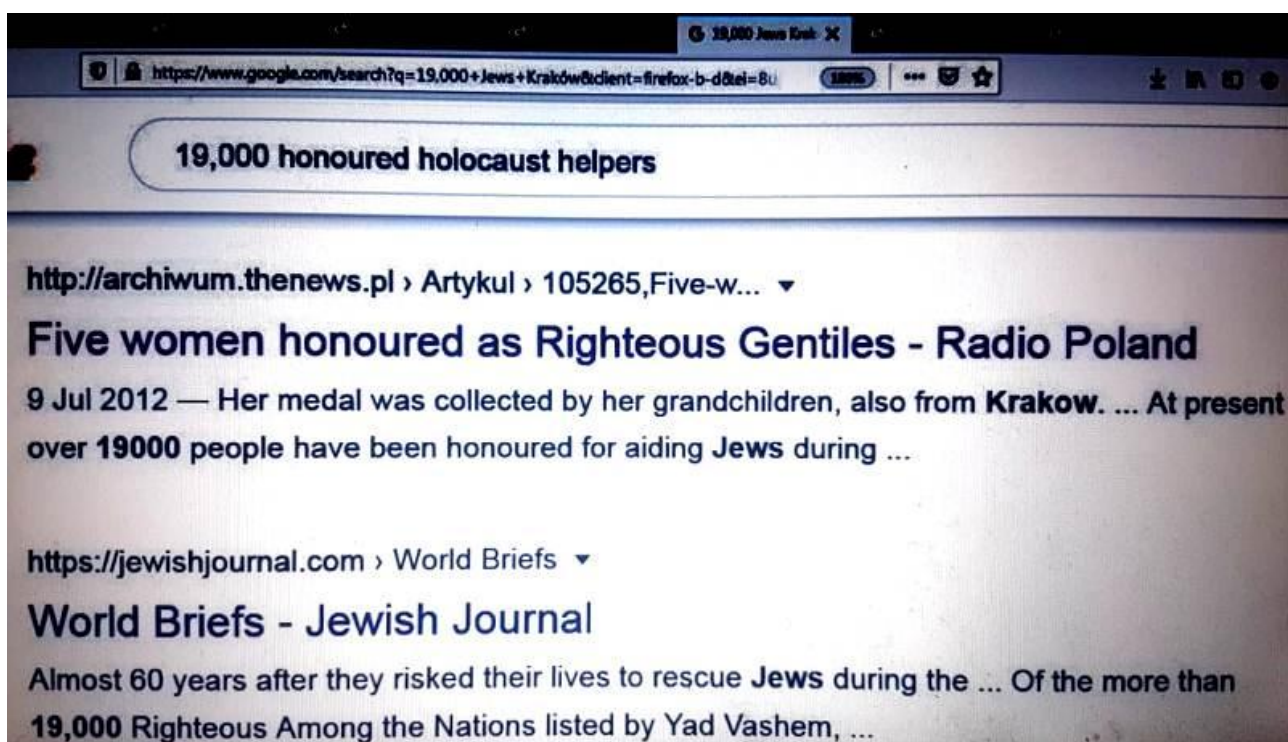 19,000 Jews Krak
https://www.google.com/search?q=19,000+Jews+Kraków&client=firefox-b-d&ei=8u
19,000 honoured holocaust helpers
http://archiwum.thenews.pl › Artykul › 105265,Five-w...
Five women honoured as Righteous Gentiles - Radio Poland
9 Jul 2012 — Her medal was collected by her grandchildren, also from Krakow. ... At present
over 19000 people have been honoured for aiding Jews during ...
https://jewishjournal.com › World Briefs
World Briefs - Jewish Journal
Almost 60 years after they risked their lives to rescue Jews during the ... Of the more than
19,000 Righteous Among the Nations listed by Yad Vashem, ...